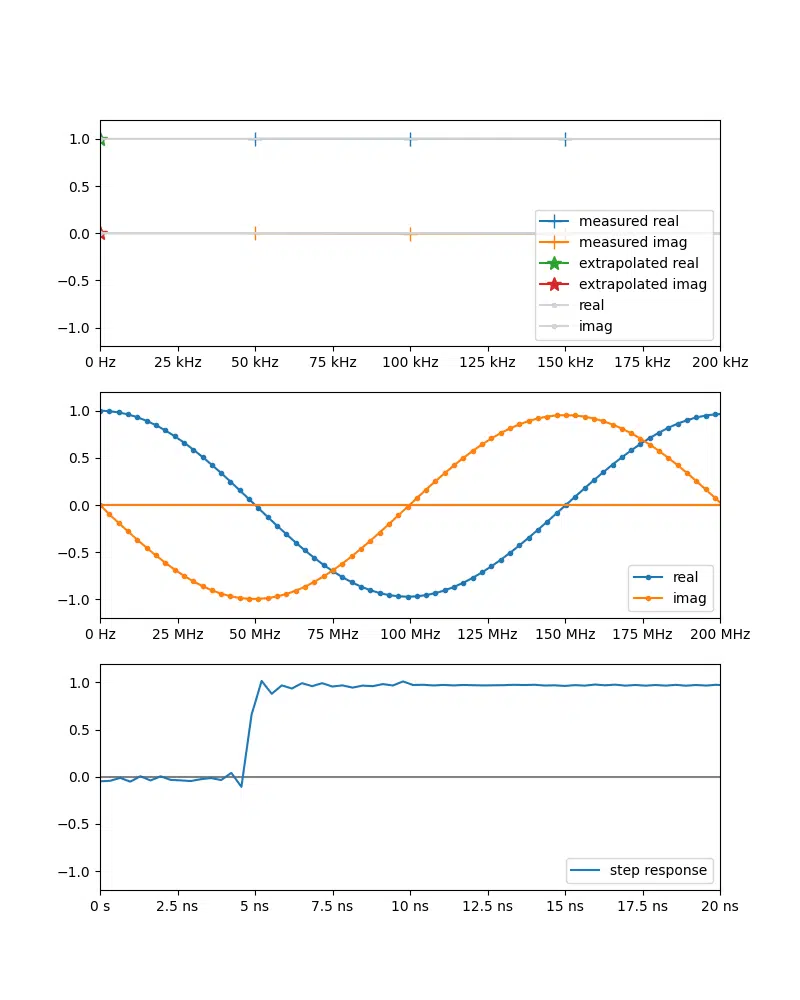 1.0
0.5
0.0
−0.5
−1.0
measured real
measured imag
extrapolated real
extrapolated imag
real
imag
0 Hz 25 kHz 50 kHz 75 kHz 100 kHz 125 kHz 150 kHz 175 kHz 200 kHz
1.0
0.5
0.0
−0.5
−1.0
real
imag
0 Hz 25 MHz 50 MHz 75 MHz 100 MHz 125 MHz 150 MHz 175 MHz 200 MHz
1.0
0.5
0.0
−0.5
−1.0
step response
0 s 2.5 ns 5 ns 7.5 ns 10 ns 12.5 ns 15 ns 17.5 ns 20 ns